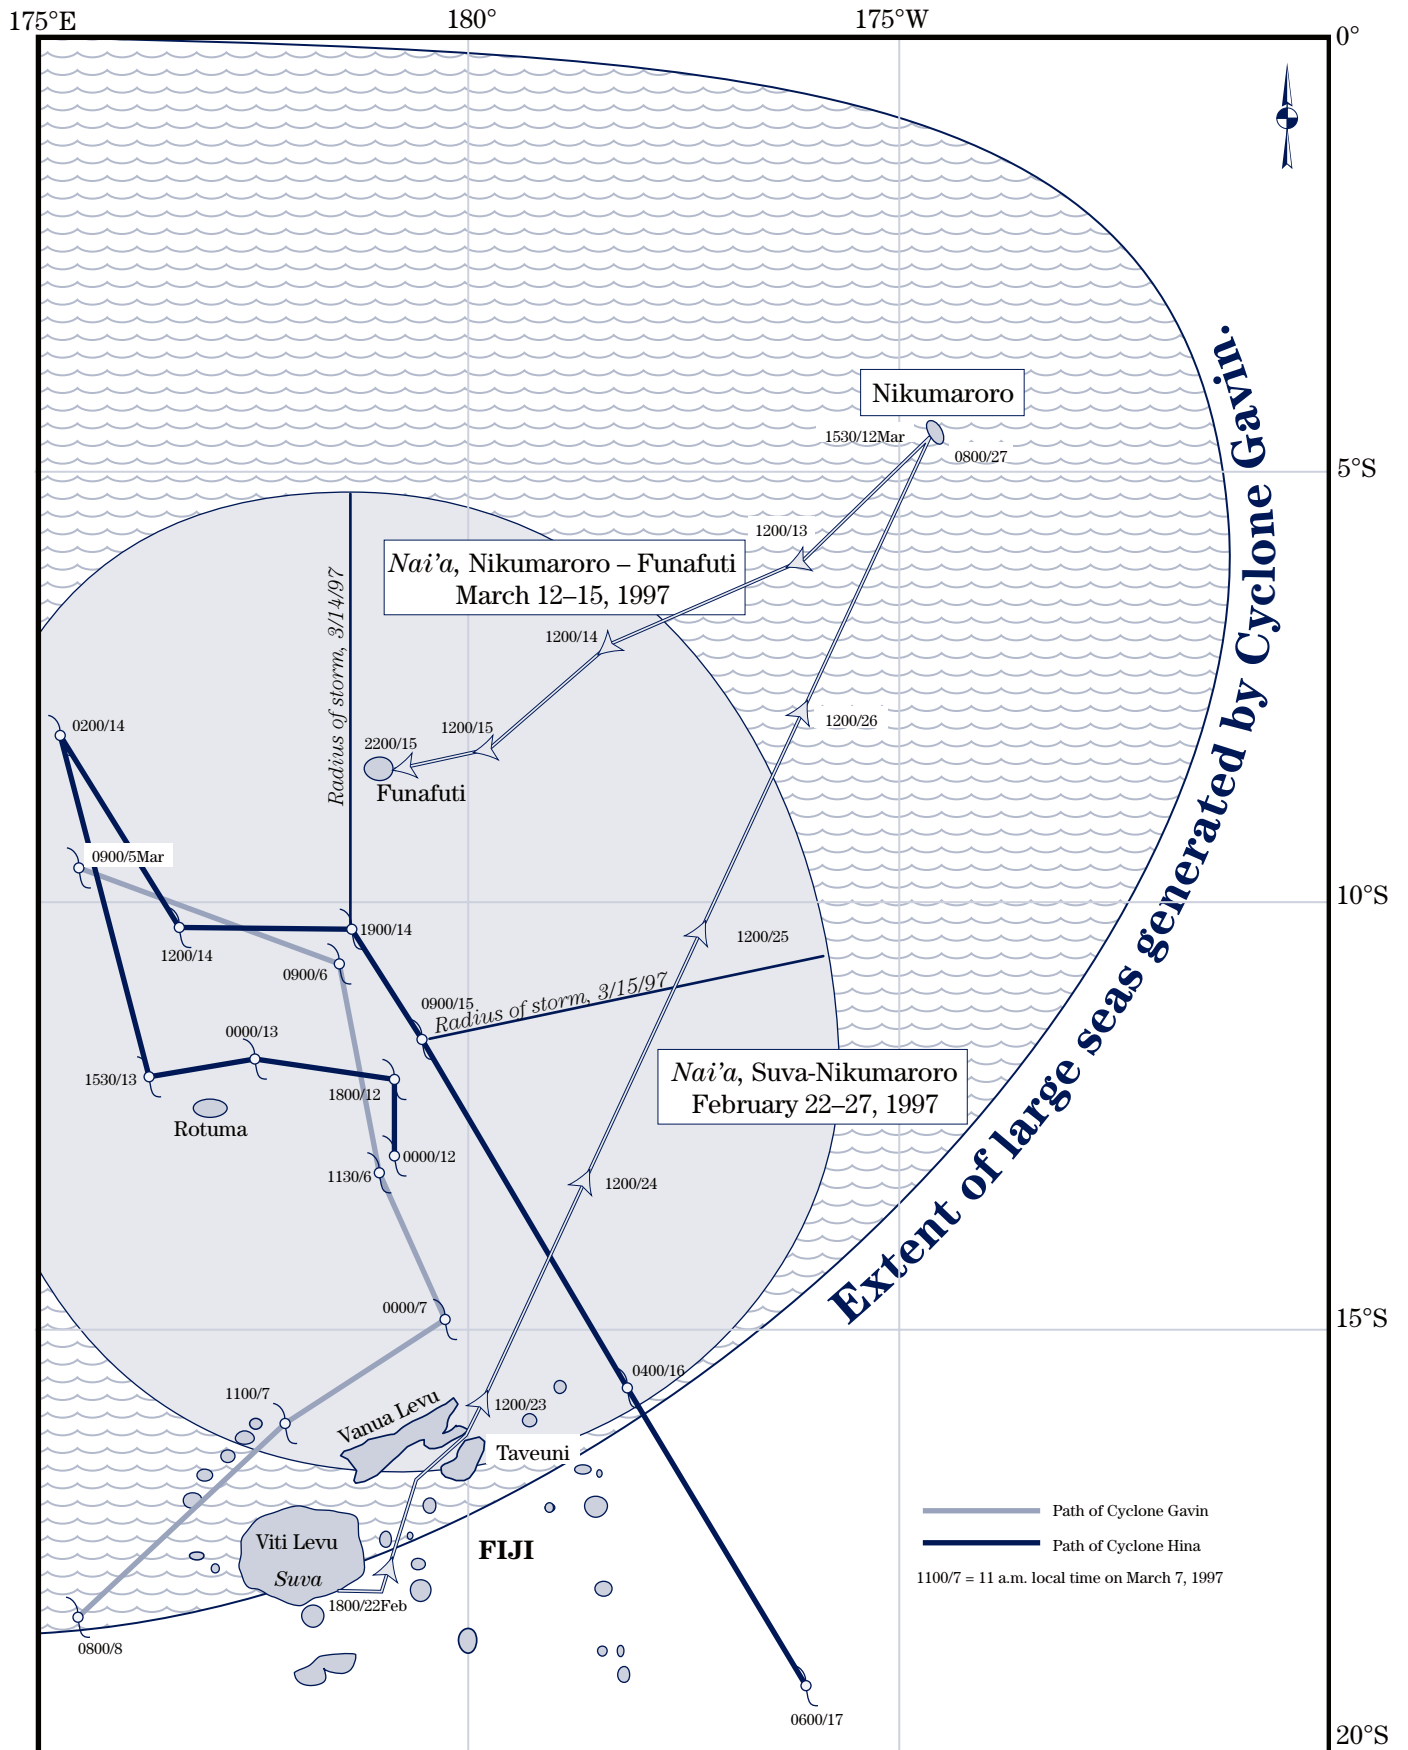 175°E
180°
175°W
0°
Nikumaroro
1530/12Mar
0800/27
5°S
1200/13
Nai’a, Nikumaroro – Funafuti
March 12–15, 1997
Radius of storm, 3/14/97
1200/14
1200/26
0200/14
1200/15
2200/15
Funafuti
0900/5Mar
10°S
1900/14
1200/14
1200/25
0900/6
Radius of storm, 3/15/97
0900/15
0000/13
1530/13
1800/12
Nai’a, Suva-Nikumaroro
February 22–27, 1997
Rotuma
0000/12
1130/6
1200/24
Extent of large seas generated by Cyclone Gavin.
0000/7
15°S
0400/16
1100/7
Vanua Levu
1200/23
Taveuni
Viti Levu
Suva
FIJI
1800/22Feb
0800/8
Path of Cyclone Gavin
Path of Cyclone Hina
1100/7 = 11 a.m. local time on March 7, 1997
0600/17
20°S